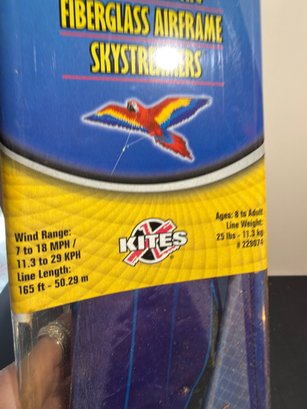 FIBERGLASS AIRFRAME
SKYSTREAMERS
Wind Range:
7 to 18 MPH /
11.3 to 29 KPH
Line Length:
165 ft - 50.29 m
X
KITES
Ages: 8 to Adult
Line Weight:
25 lbs - 11.3 kg
# 229074